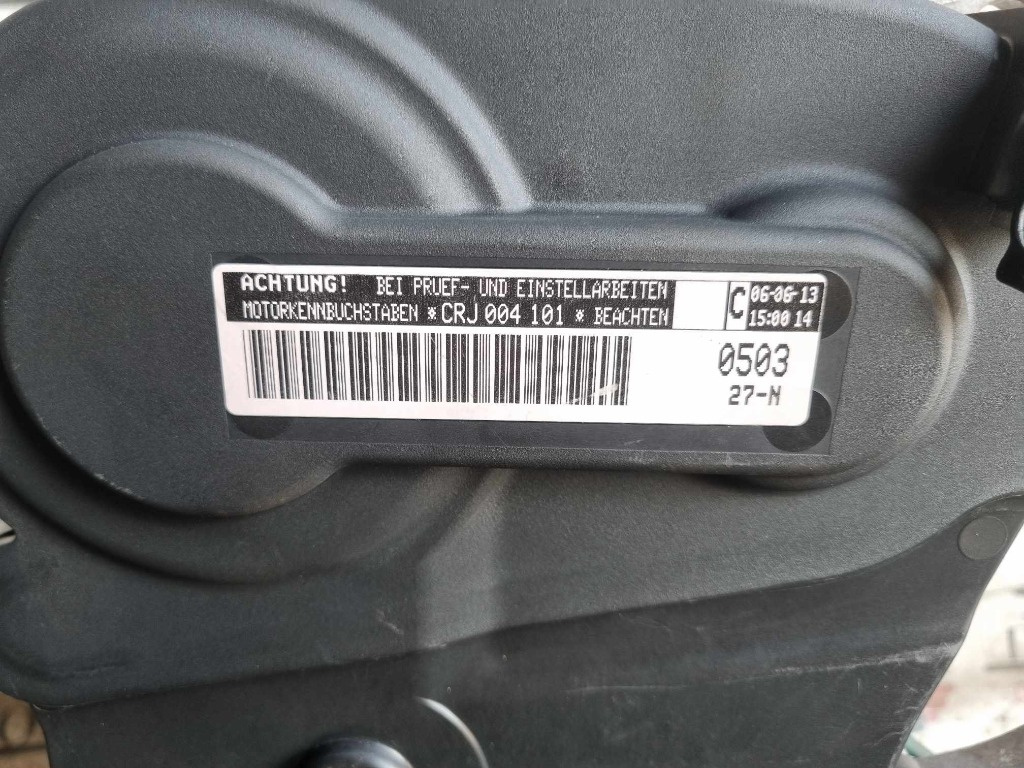 ACHTUNG! BEI PRUEF- UND EINSTELLARBEITEN
MOTORKENNBUCHSTABEN *CRJ 004 101 * BEACHTEN
C
06-06-13
15:00 14
0503
27-N